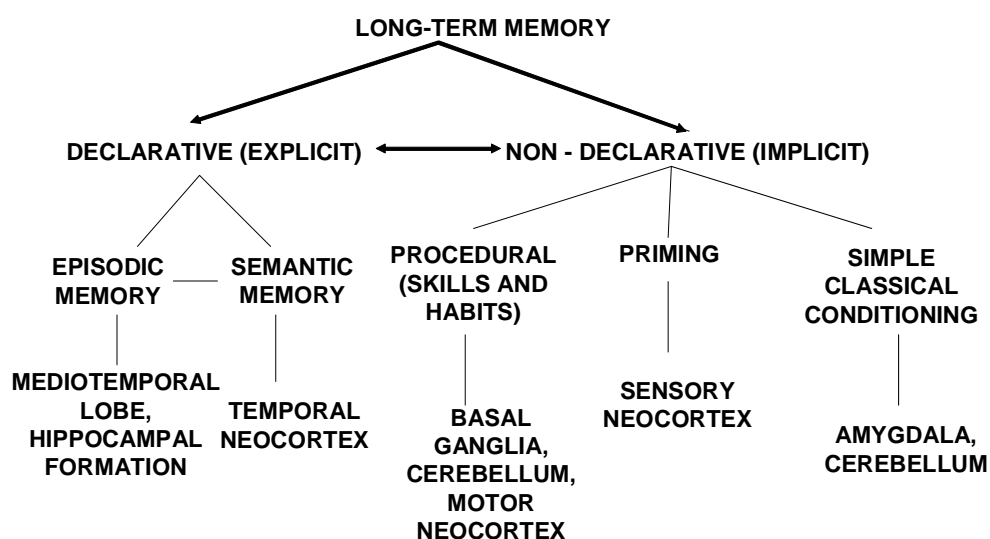 LONG-TERM MEMORY
DECLARATIVE (EXPLICIT)
NON - DECLARATIVE (IMPLICIT)
EPISODIC
MEMORY
SEMANTIC
MEMORY
PROCEDURAL
(SKILLS AND
HABITS)
PRIMING
SIMPLE
CLASSICAL
CONDITIONING
MEDIOTEMPORAL
LOBE,
HIPPOCAMPAL
FORMATION
TEMPORAL
NEOCORTEX
BASAL
GANGLIA,
CEREBELLUM,
MOTOR
NEOCORTEX
SENSORY
NEOCORTEX
AMYGDALA,
CEREBELLUM